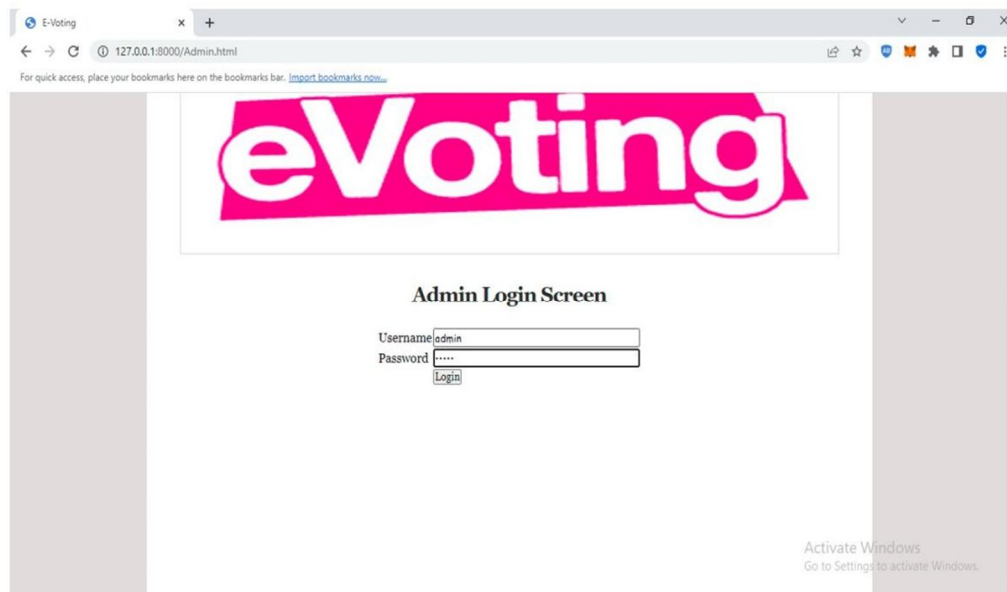 E-Voting
127.0.0.1:8000/Admin.html
For quick access, place your bookmarks here on the bookmarks bar. Import bookmarks now...
eVoting
Admin Login Screen
Username admin
Password .....
Login
Activate Windows
Go to Settings to activate Windows.